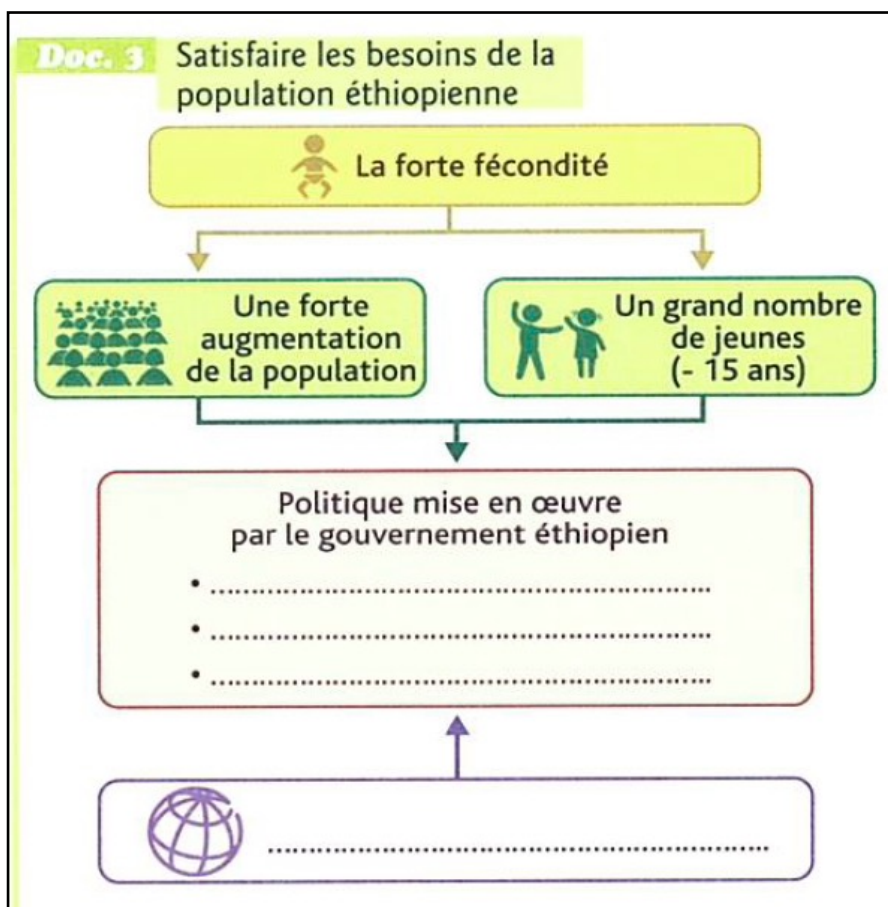 Doc. 3 Satisfaire les besoins de la
population éthiopienne
La forte fécondité
Une forte
augmentation
de la population
Un grand nombre
de jeunes
(- 15 ans)
Politique mise en œuvre
par le gouvernement éthiopien
• ..............................................................
• ..............................................................
• ..............................................................
..............................................................